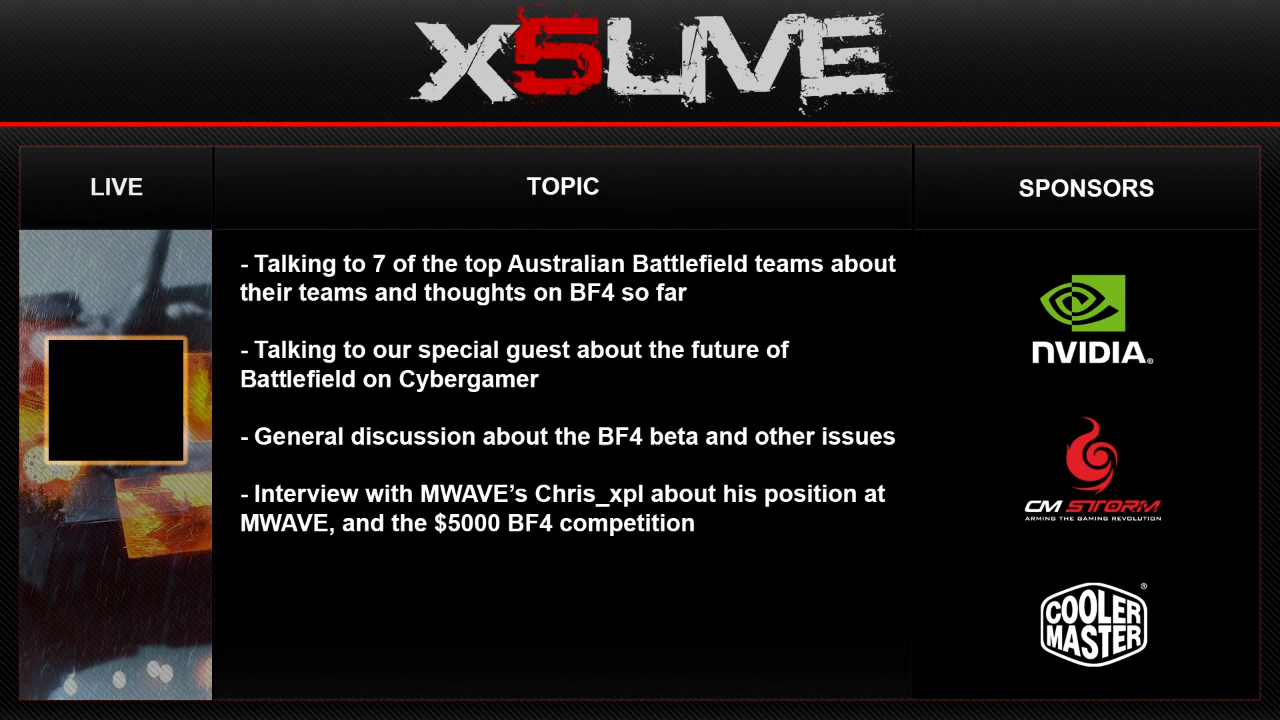 X5LIVE
LIVE
TOPIC
SPONSORS
- Talking to 7 of the top Australian Battlefield teams about
their teams and thoughts on BF4 so far
- Talking to our special guest about the future of
Battlefield on Cybergamer
- General discussion about the BF4 beta and other issues
- Interview with MWAVE’s Chris_xpl about his position at
MWAVE, and the $5000 BF4 competition
NVIDIA®
CM STORM
ARMING THE GAMING REVOLUTION
COOLER ®
MASTER